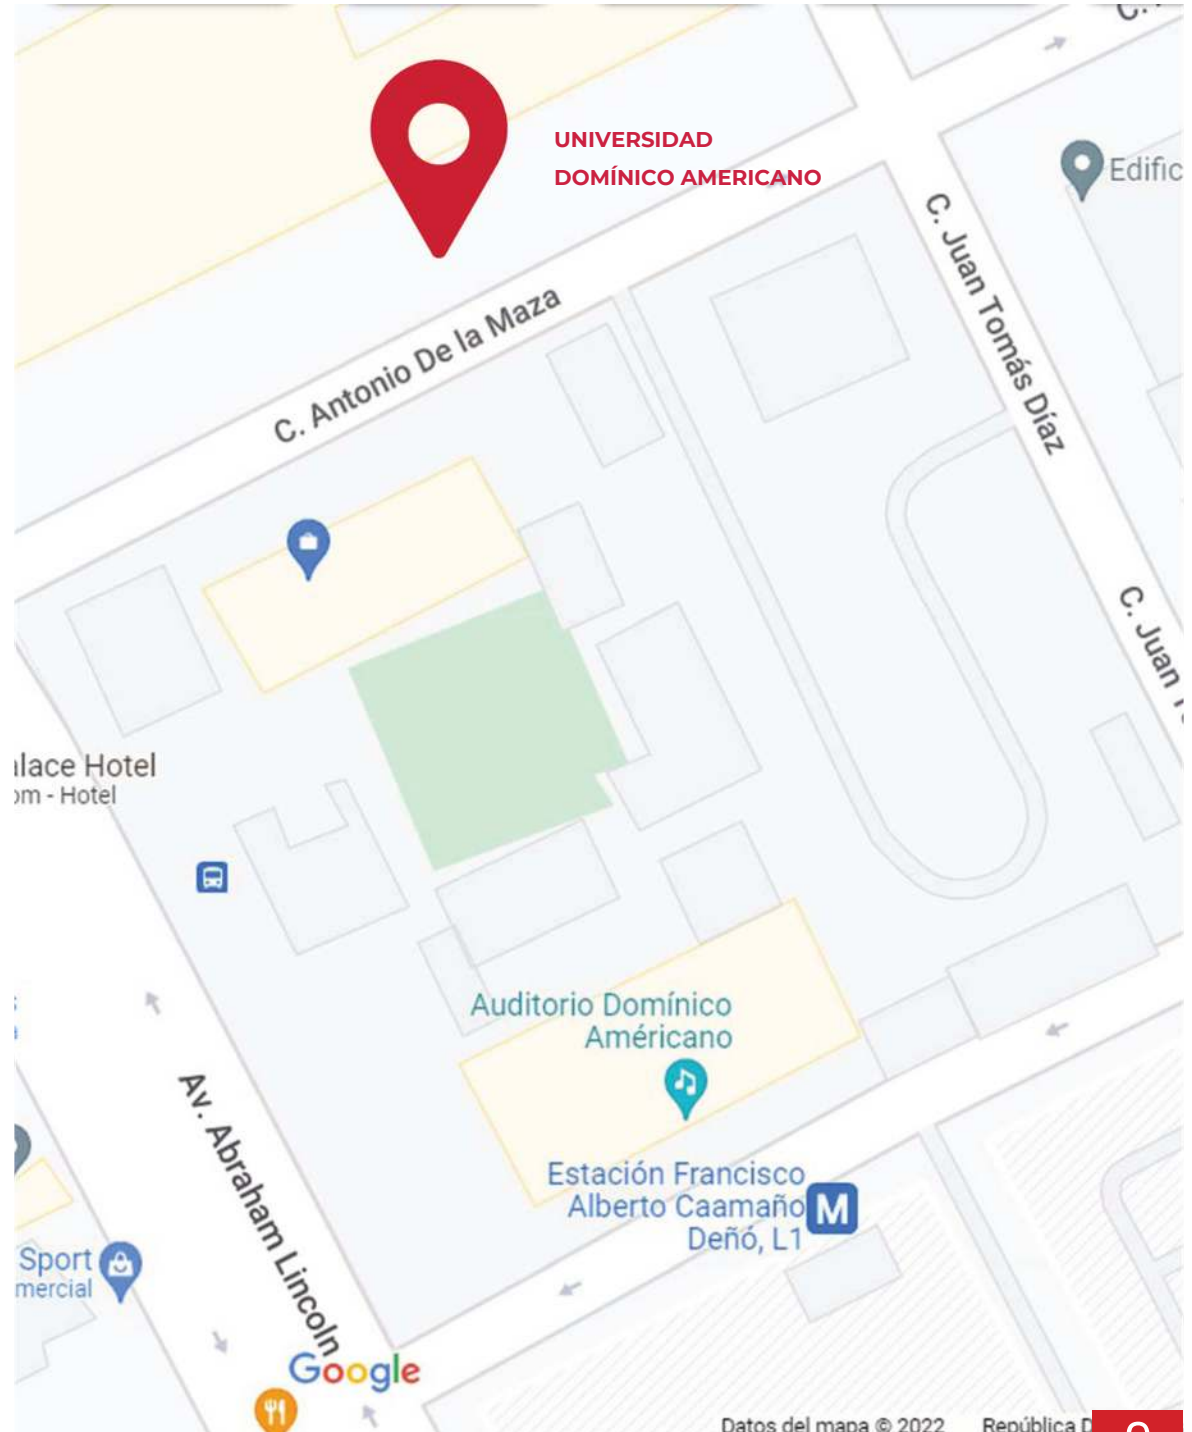 UNIVERSIDAD
DOMÍNICO AMERICANO
Edific
C. Juan Tomás Díaz
C. Antonio De la Maza
C. Juan
alace Hotel
om - Hotel
Auditorio Domínico
Américano
Av. Abraham Lincoln
Estación Francisco
Alberto Caamaño
Deñó, L1
M
Sport
mercial
Google
Datos del mapa © 2022 República D